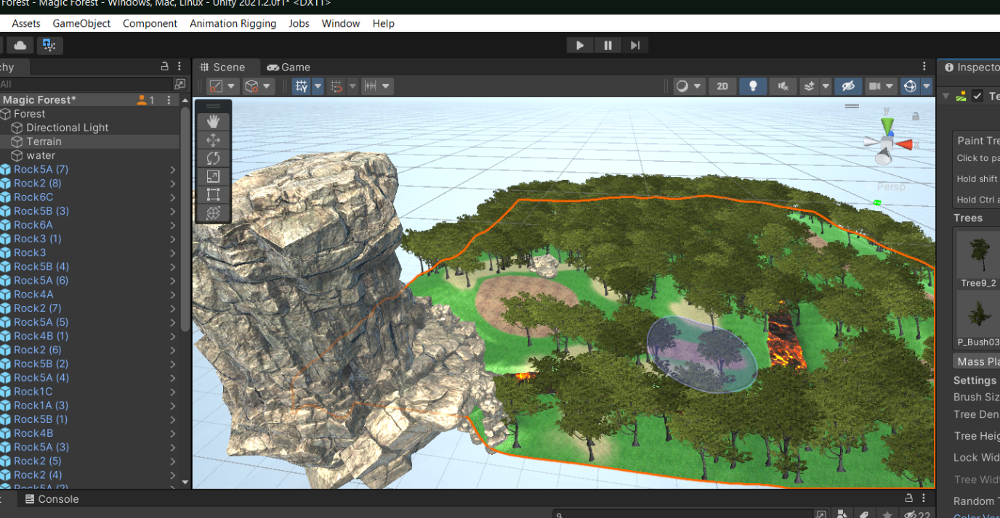 Forest - Magic Forest - Windows, Mac, Linux - Unity 2021.2.0f1* <DX11>
Assets GameObject Component Animation Rigging Jobs Window Help
hy
Scene
Game
Inspecto
All
2D
Magic Forest*
1
Te
Forest
Directional Light
Terrain
water
Rock5A (7)
Rock2 (8)
Rock6C
Rock5B (3)
Rock6A
Rock3 (1)
Rock3
Rock5B (4)
Rock5A (6)
Rock4A
Rock2 (7)
Rock5A (5)
Rock4B (1)
Rock2 (6)
Rock5B (2)
Rock5A (4)
Rock1C
Rock1A (3)
Rock5B (1)
Rock4B
Rock5A (3)
Rock2 (5)
Rock2 (4)
Rock5A (2)
y
x
Persp
Paint Tre
Click to pa
Hold shift
Hold Ctrl a
Trees
Tree9_2
P_Bush03
Mass Pla
Settings
Brush Siz
Tree Den
Tree Heig
Lock Wid
Tree Widt
Random T
Color Var
t
Console
22